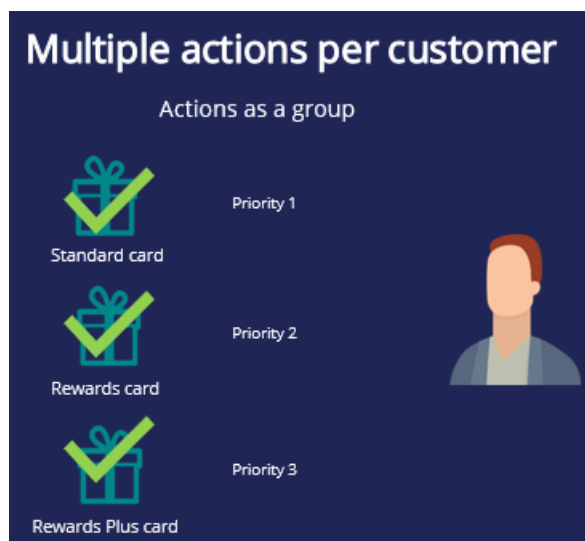 Multiple actions per customer
Actions as a group
Priority 1
Standard card
Priority 2
Rewards card
Priority 3
Rewards Plus card